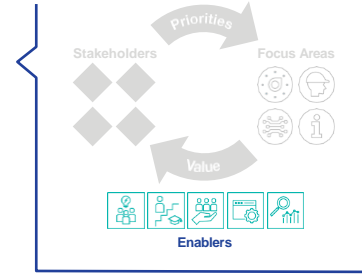 Priorities
Stakeholders
Focus Areas
Value
Enablers